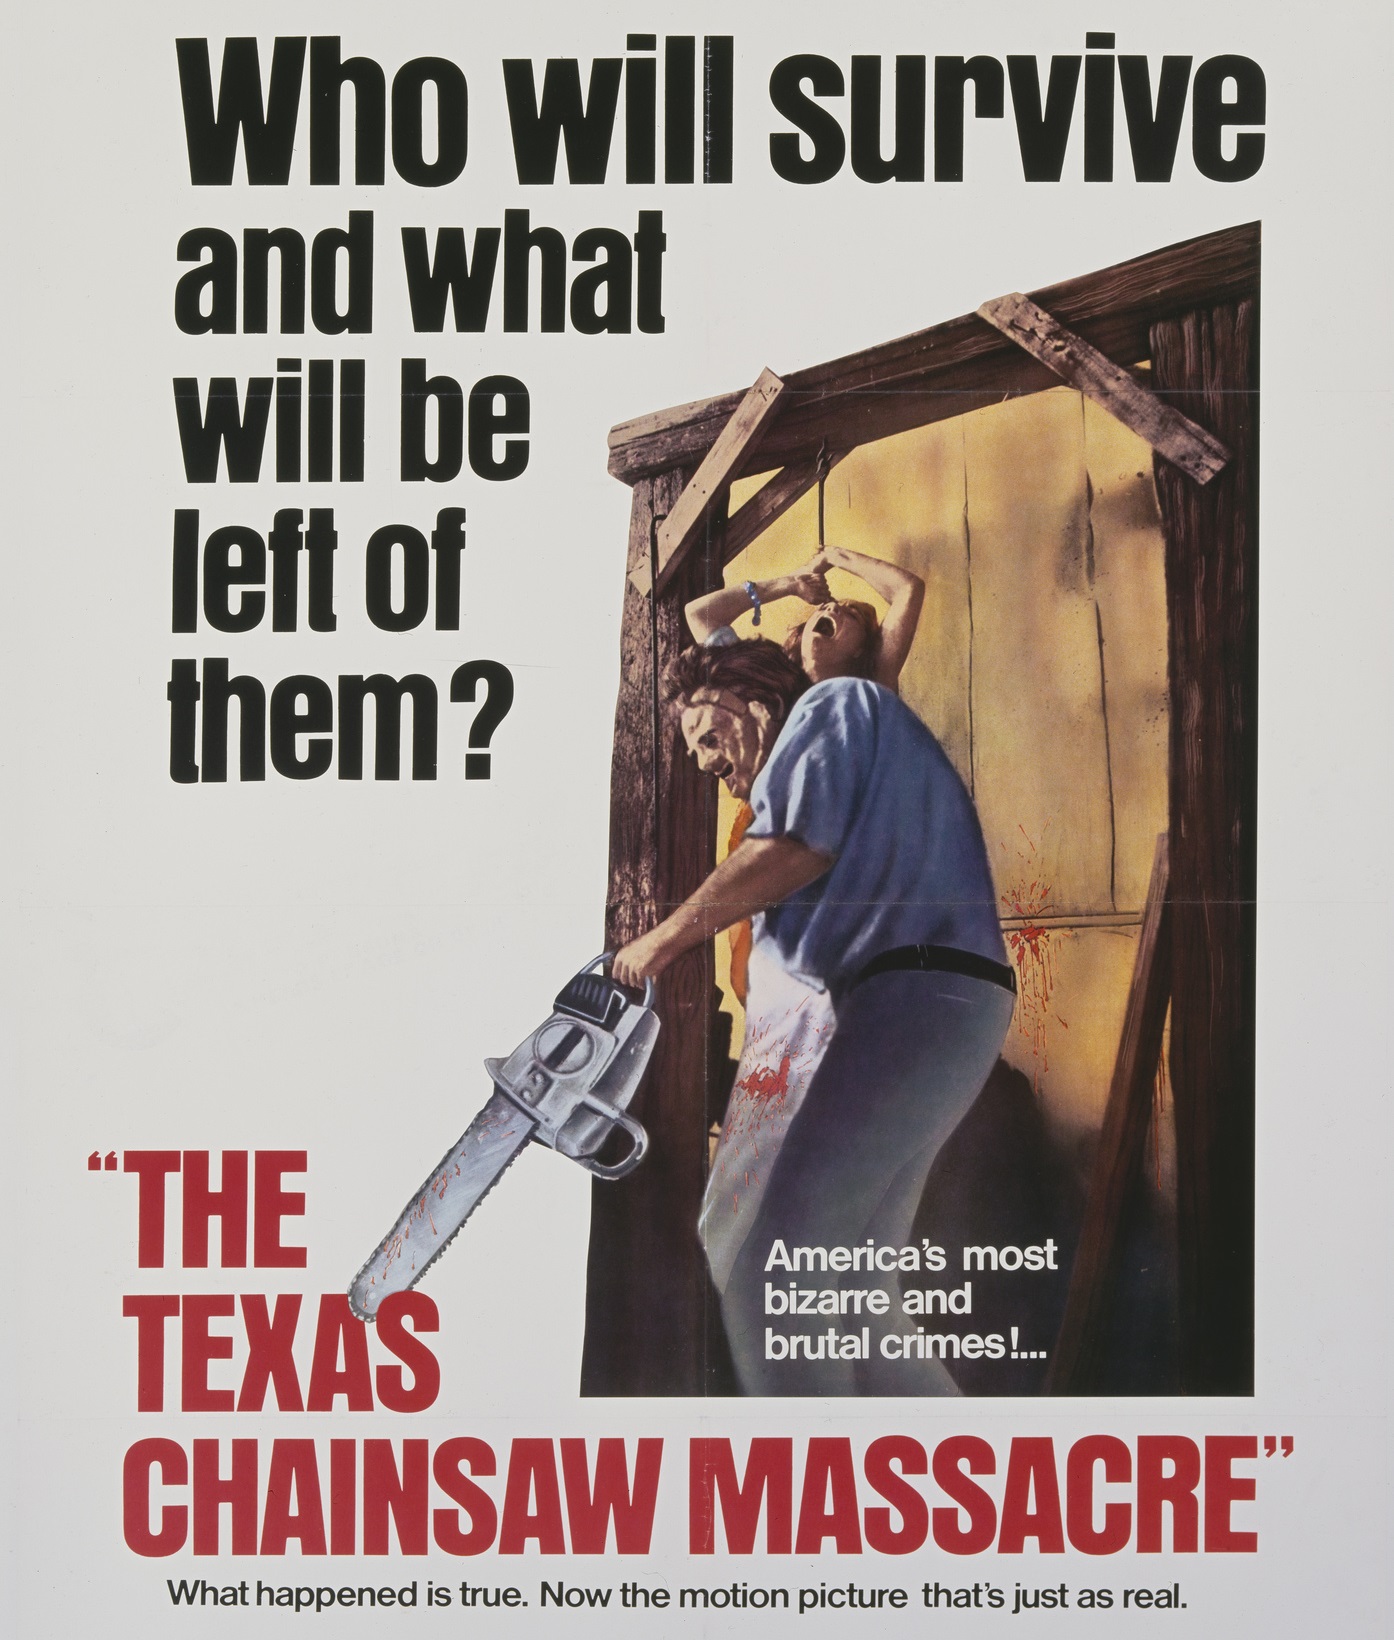 Who will survive
and what
will be
left of
them?
America's most
bizarre and
brutal crimes!...
“THE
TEXAS
CHAINSAW MASSACRE”
What happened is true. Now the motion picture that's just as real.